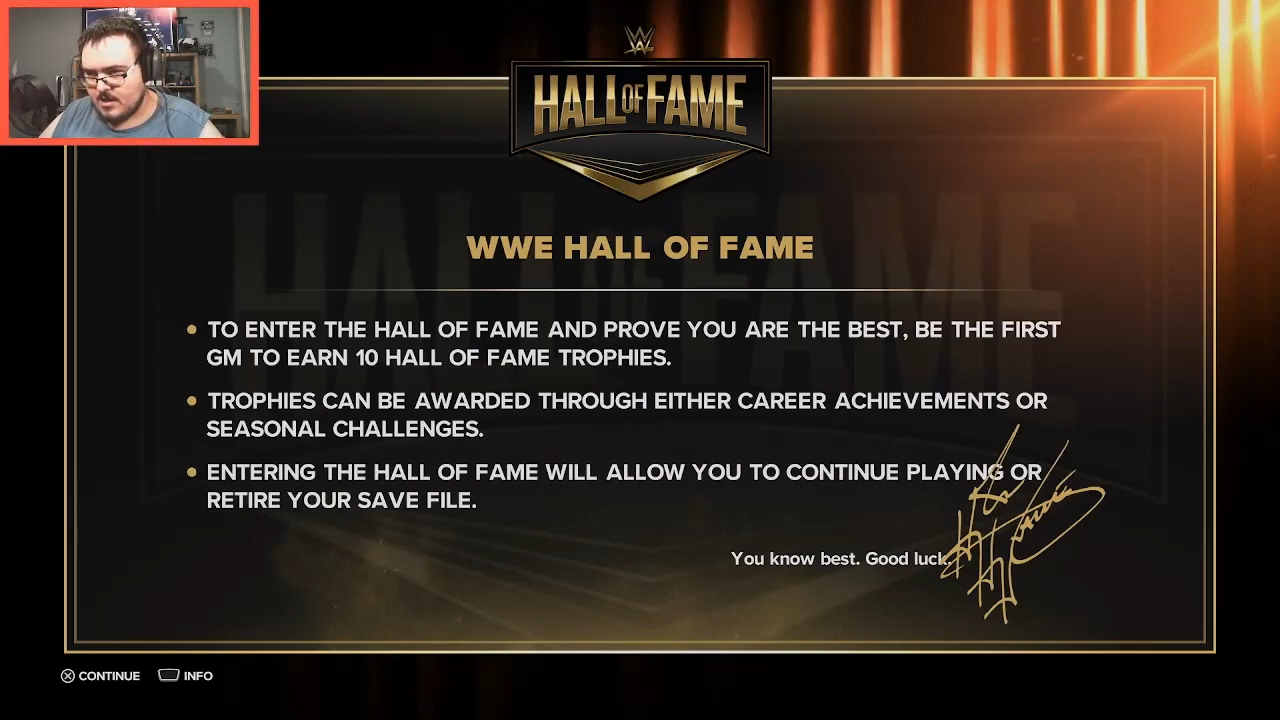 HALL OF FAME
WWE HALL OF FAME
TO ENTER THE HALL OF FAME AND PROVE YOU ARE THE BEST, BE THE FIRST
GM TO EARN 10 HALL OF FAME TROPHIES.
TROPHIES CAN BE AWARDED THROUGH EITHER CAREER ACHIEVEMENTS OR
SEASONAL CHALLENGES.
ENTERING THE HALL OF FAME WILL ALLOW YOU TO CONTINUE PLAYING OR
RETIRE YOUR SAVE FILE.
You know best. Good luck.
CONTINUE INFO